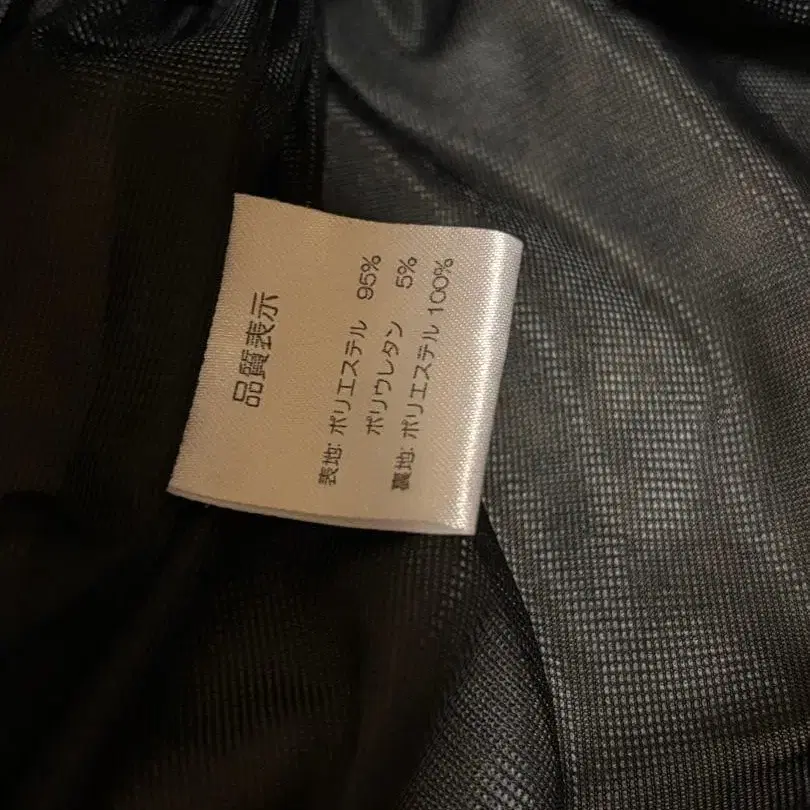 品質表示
表地: ポリエステル 95%
ポリウレタン 5%
裏地: ポリエステル 100%